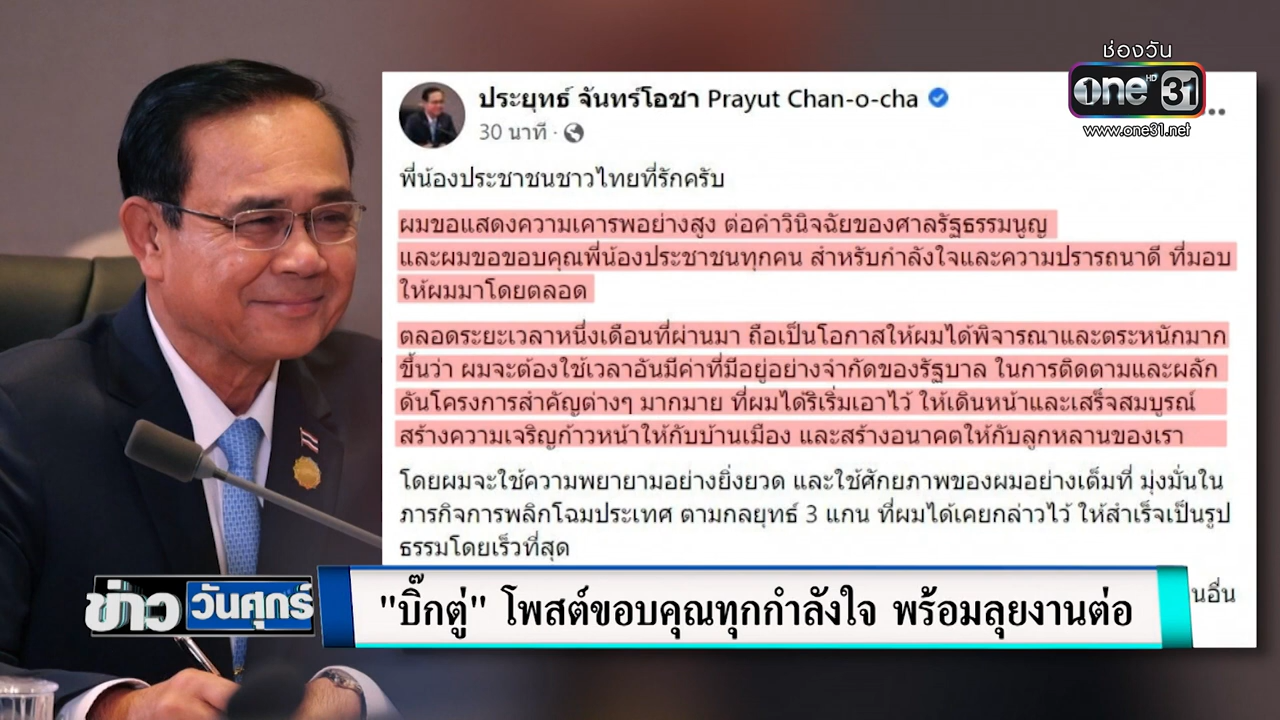 ช่องวัน
one HD 31
www.one31.net
ประยุทธ์ จันทร์โอชา Prayut Chan-o-cha
30 นาที ·
พี่น้องประชาชนชาวไทยที่รักครับ
ผมขอแสดงความเคารพอย่างสูง ต่อคำวินิจฉัยของศาลรัฐธรรมนูญ
และผมขอขอบคุณพี่น้องประชาชนทุกคน สำหรับกำลังใจและความปรารถนาดี ที่มอบ
ให้ผมมาโดยตลอด
ตลอดระยะเวลาหนึ่งเดือนที่ผ่านมา ถือเป็นโอกาสให้ผมได้พิจารณาและตระหนักมาก
ขึ้นว่า ผมจะต้องใช้เวลาอันมีค่าที่มีอยู่อย่างจำกัดของรัฐบาล ในการติดตามและผลัก
ดันโครงการสำคัญต่างๆ มากมาย ที่ผมได้ริเริ่มเอาไว้ ให้เดินหน้าและเสร็จสมบูรณ์
สร้างความเจริญก้าวหน้าให้กับบ้านเมือง และสร้างอนาคตให้กับลูกหลานของเรา
โดยผมจะใช้ความพยายามอย่างยิ่งยวด และใช้ศักยภาพของผมอย่างเต็มที่ มุ่งมั่นใน
ภารกิจการพลิกโฉมประเทศ ตามกลยุทธ์ 3 แกน ที่ผมได้เคยกล่าวไว้ ให้สำเร็จเป็นรูป
ธรรมโดยเร็วที่สุด
นอื่น
ข่าว วันศุกร์
"บิ๊กตู่" โพสต์ขอบคุณทุกกำลังใจ พร้อมลุยงานต่อ